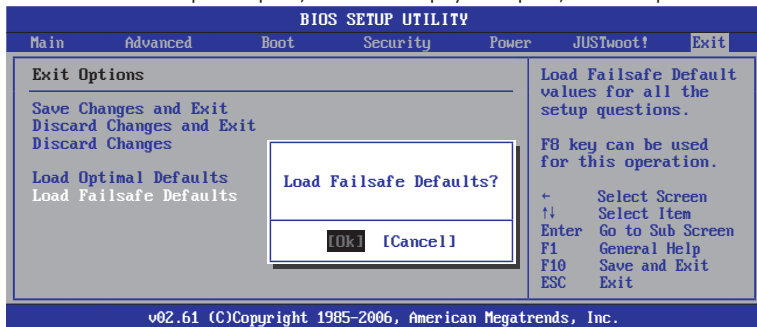 BIOS SETUP UTILITY
Main Advanced Boot Security Power JUSTwoot! Exit
Exit Options
Save Changes and Exit
Discard Changes and Exit
Discard Changes
Load Optimal Defaults
Load Failsafe Defaults
Load Failsafe Defaults?
[Ok] [Cancel]
Load Failsafe Default
values for all the
setup questions.
F8 key can be used
for this operation.
← Select Screen
↑↓ Select Item
Enter Go to Sub Screen
F1 General Help
F10 Save and Exit
ESC Exit
v02.61 (C)Copyright 1985-2006, American Megatrends, Inc.